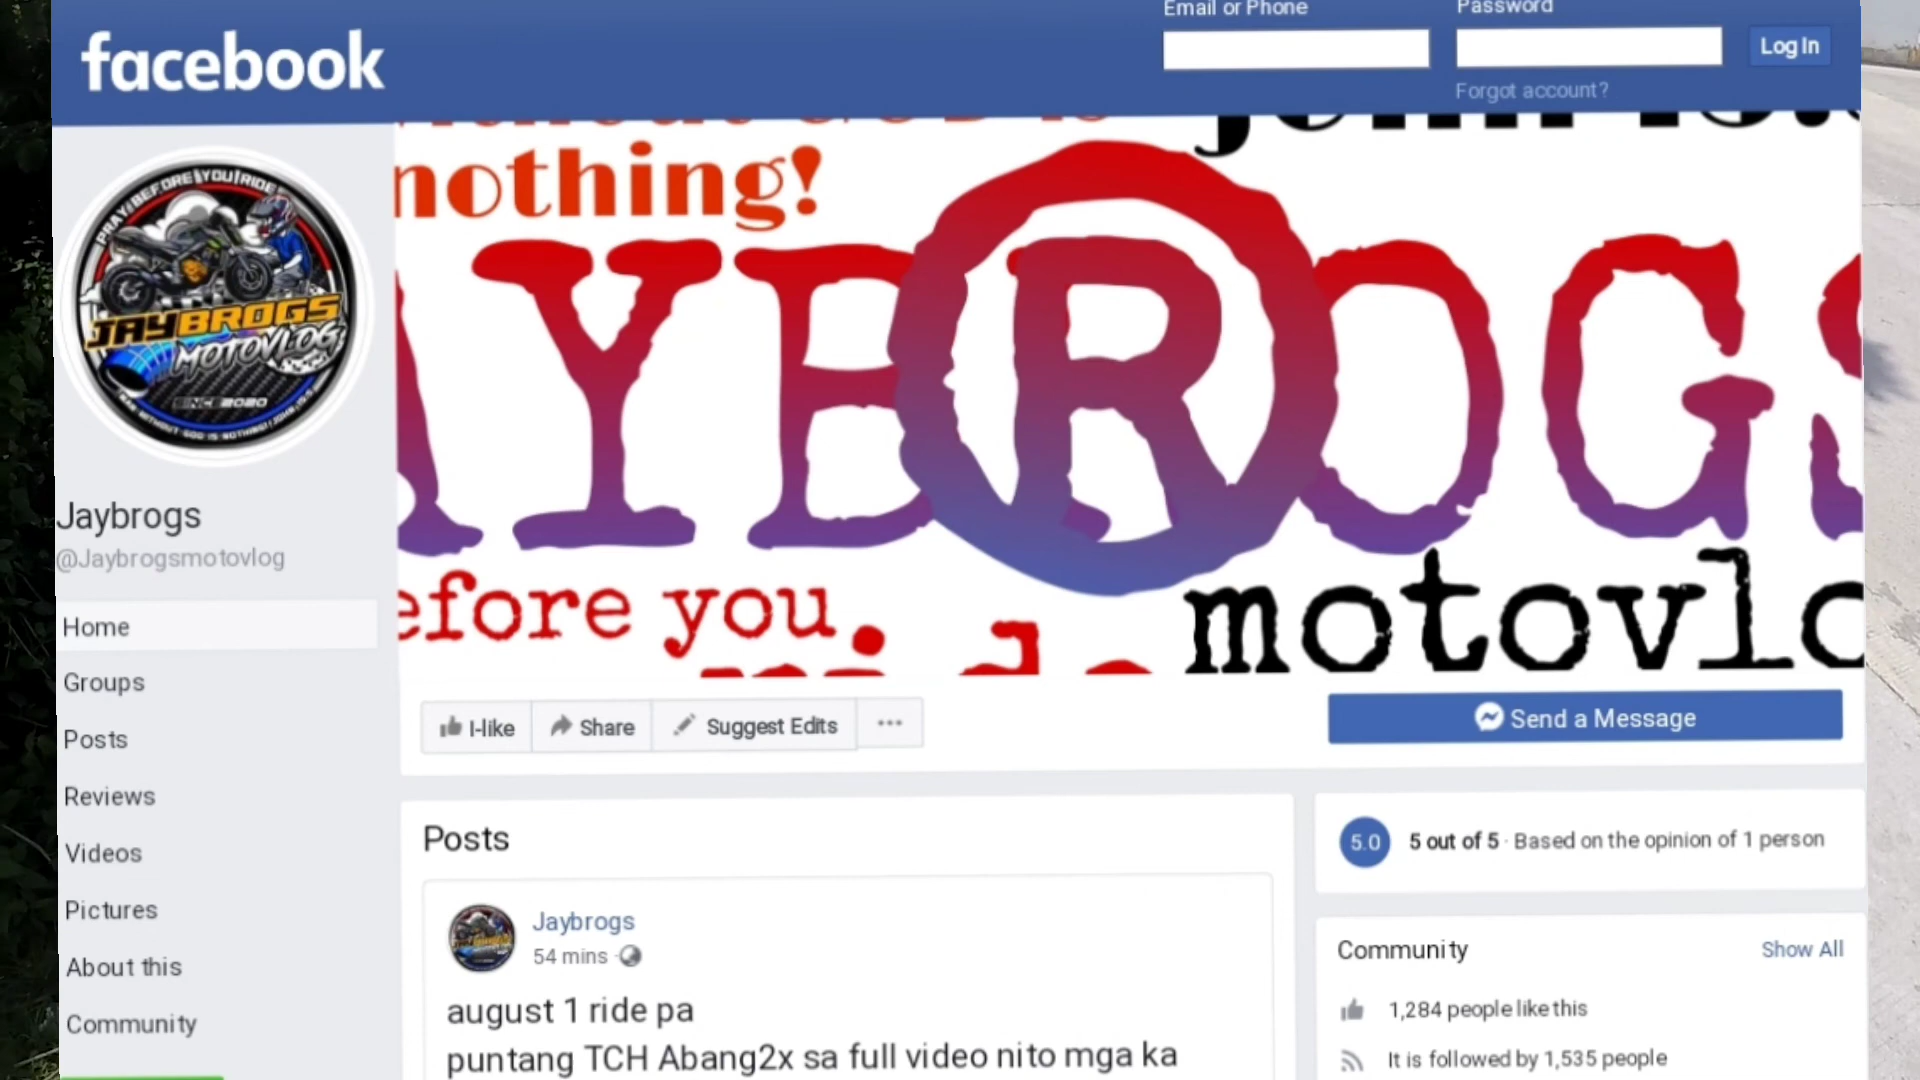 Email or Phone
Password
facebook
Log In
Forgot account?
nothing!
AYBROGS
efore you
motovlo
PRAY BEFORE YOU RIDE
JAYBROGS
MOTOVLOG
SINCE 2020
Jaybrogs
@Jaybrogsmotovlog
Home
Groups
Posts
Reviews
Videos
Pictures
About this
Community
I-like
Share
Suggest Edits
Send a Message
Posts
Jaybrogs
54 mins
august 1 ride pa
puntang TCH Abang2x sa full video nito mga ka
5.0
5 out of 5 · Based on the opinion of 1 person
Community
Show All
1,284 people like this
It is followed by 1,535 people